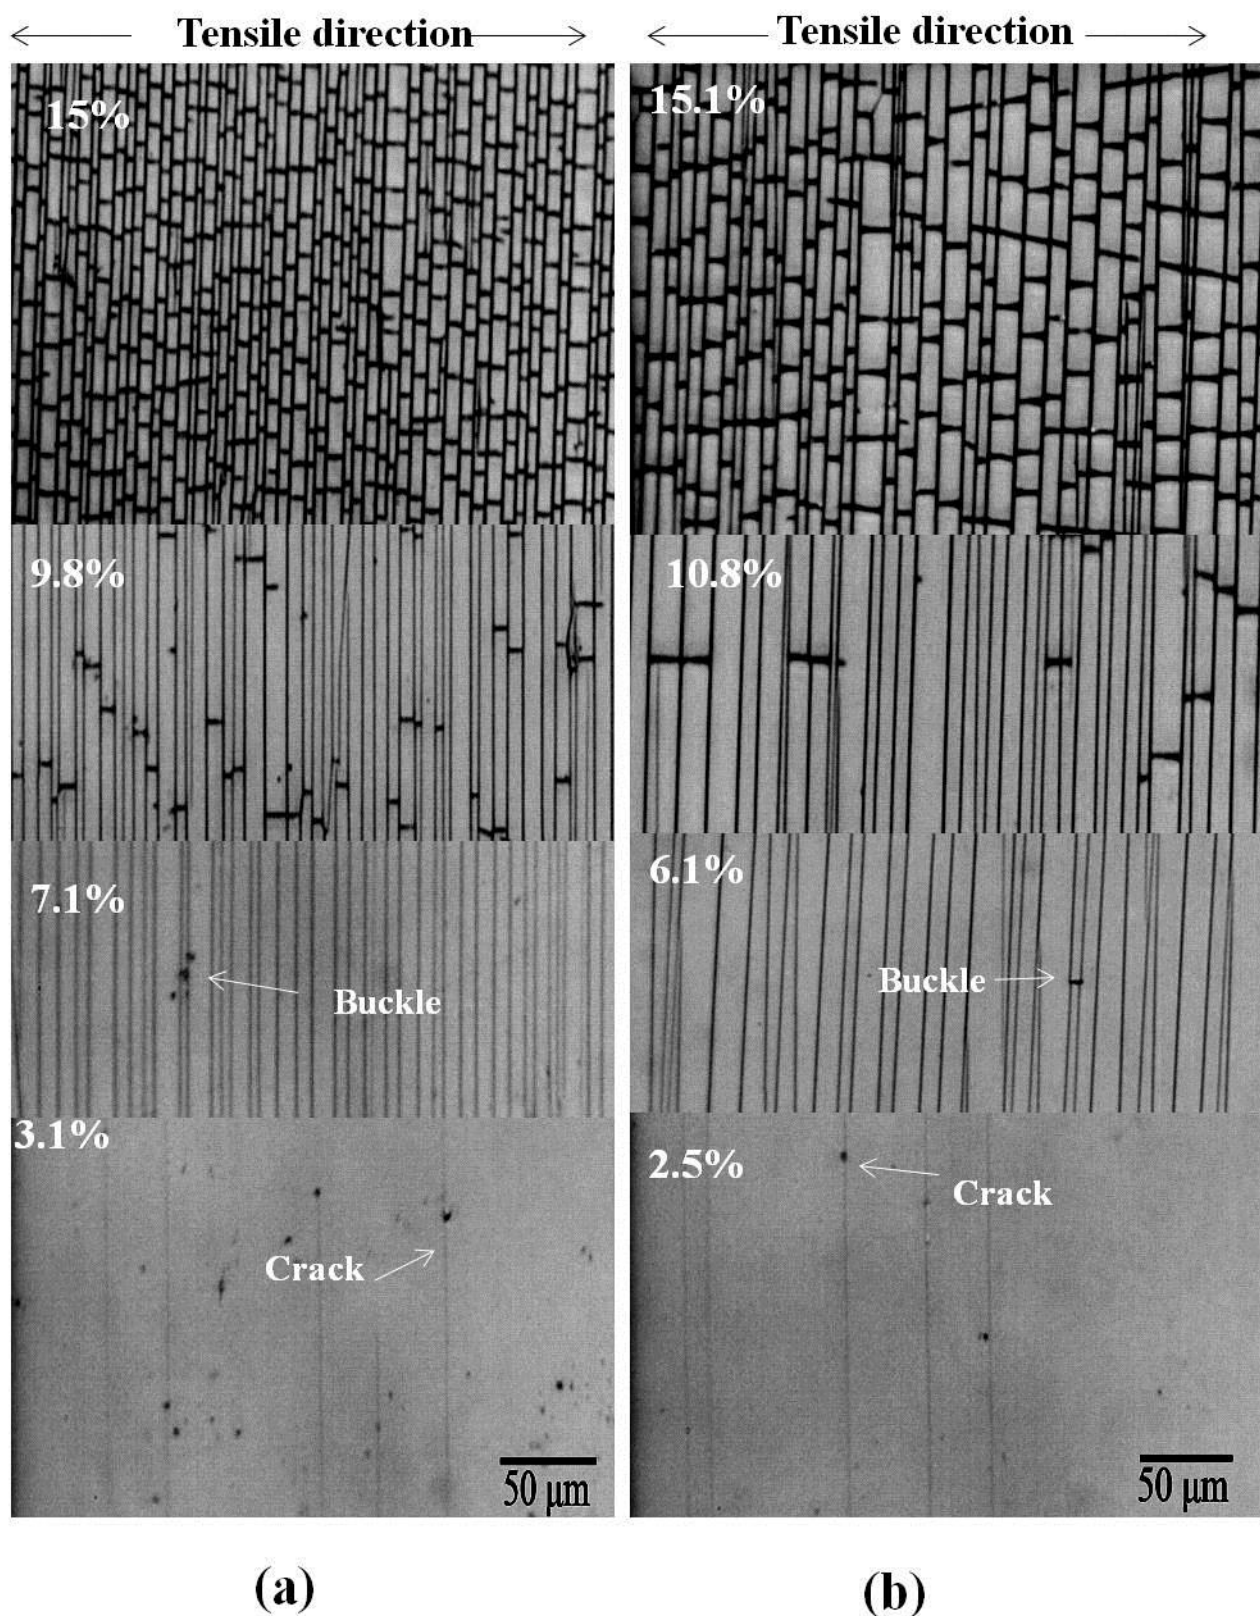 Tensile direction
15%
9.8%
7.1%
Buckle
3.1%
Crack
50 μm
(a)
Tensile direction
15.1%
10.8%
6.1%
Buckle
2.5%
Crack
50 μm
(b)